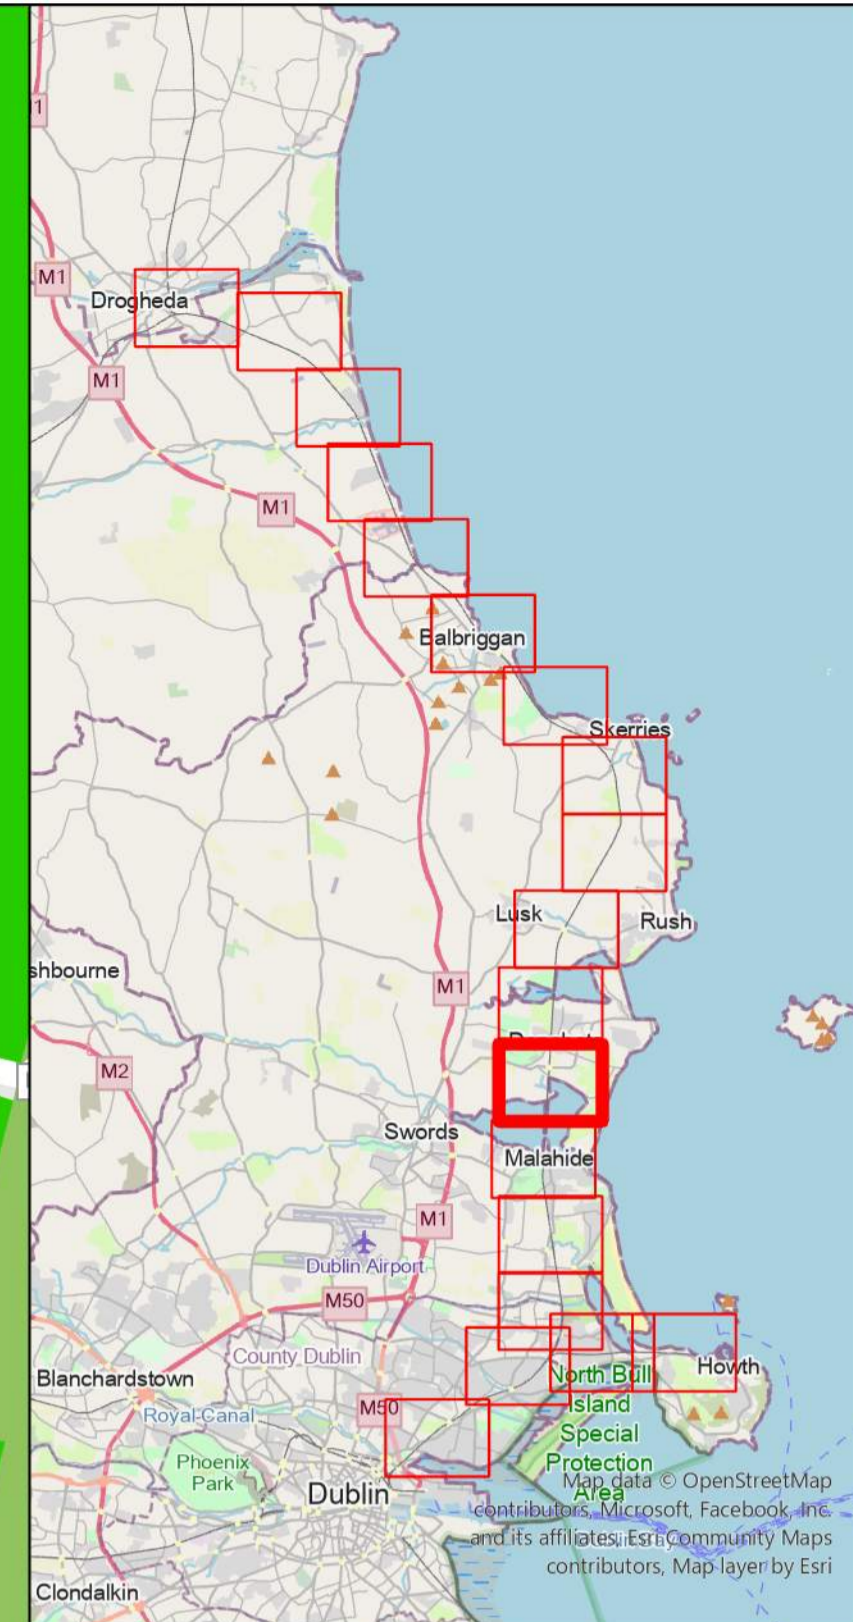 M1
Drogheda
M1
M1
Balbriggan
Skerries
Lusk
Rush
shbourne
M1
M2
Swords
Malahide
M1
Dublin Airport
M50
County Dublin
Howth
Blanchardstown
North Bull
Island
Special
Protection
Area
Royal Canal
M50
Phoenix
Park
Dublin
Map data © OpenStreetMap
contributors, Microsoft, Facebook, Inc.
and its affiliates, Esri Community Maps
contributors, Map layer by Esri
Clondalkin